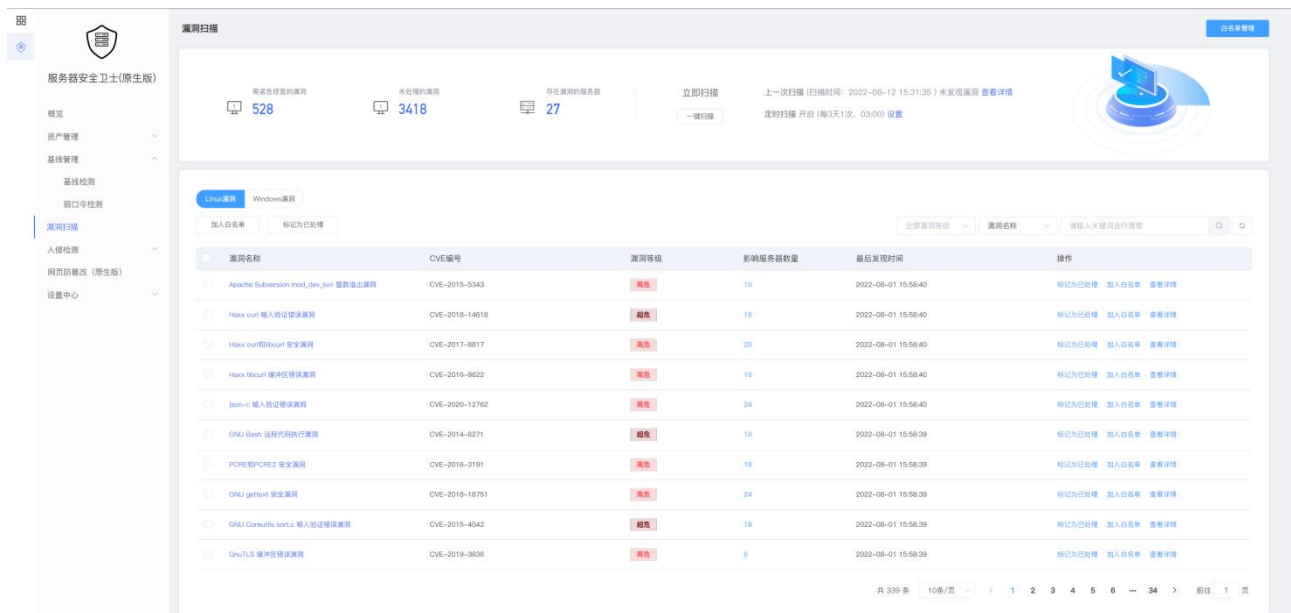 漏洞扫描
白名单管理
服务器安全卫士(原生版)
概览
资产管理
基线管理
基线检测
弱口令检测
漏洞扫描
入侵检测
网页防篡改（原生版）
设置中心
需紧急修复的漏洞
528
未处理的漏洞
3418
存在漏洞的服务器
27
立即扫描
一键扫描
上一次扫描 (扫描时间：2022-08-12 15:31:35 ) 未发现漏洞 查看详情
定时扫描 开启 (每3天1次，03:00) 设置
Linux漏洞 Windows漏洞
加入白名单 标记为已处理 全部漏洞等级 漏洞名称 请输入关键词进行搜索
漏洞名称 CVE编号 漏洞等级 影响服务器数量 最后发现时间 操作
Apache Subversion mod_dav_svn 整数溢出漏洞 CVE-2015-5343 高危 19 2022-08-01 15:58:40 标记为已处理 加入白名单 查看详情
Haxx curl 输入验证错误漏洞 CVE-2018-14618 超危 19 2022-08-01 15:58:40 标记为已处理 加入白名单 查看详情
Haxx curl和libcurl 安全漏洞 CVE-2017-8817 高危 20 2022-08-01 15:58:40 标记为已处理 加入白名单 查看详情
Haxx libcurl 缓冲区错误漏洞 CVE-2016-8622 高危 19 2022-08-01 15:58:40 标记为已处理 加入白名单 查看详情
json-c 输入验证错误漏洞 CVE-2020-12762 高危 24 2022-08-01 15:58:40 标记为已处理 加入白名单 查看详情
GNU Bash 远程代码执行漏洞 CVE-2014-6271 超危 18 2022-08-01 15:58:39 标记为已处理 加入白名单 查看详情
PCRE和PCRE2 安全漏洞 CVE-2016-3191 高危 18 2022-08-01 15:58:39 标记为已处理 加入白名单 查看详情
GNU gettext 安全漏洞 CVE-2018-18751 高危 24 2022-08-01 15:58:39 标记为已处理 加入白名单 查看详情
GNU Coreutils sort.c 输入验证错误漏洞 CVE-2015-4042 超危 18 2022-08-01 15:58:39 标记为已处理 加入白名单 查看详情
GnuTLS 缓冲区错误漏洞 CVE-2019-3836 高危 6 2022-08-01 15:58:39 标记为已处理 加入白名单 查看详情
共 339 条 10条/页 1 2 3 4 5 6 … 34 前往 1 页